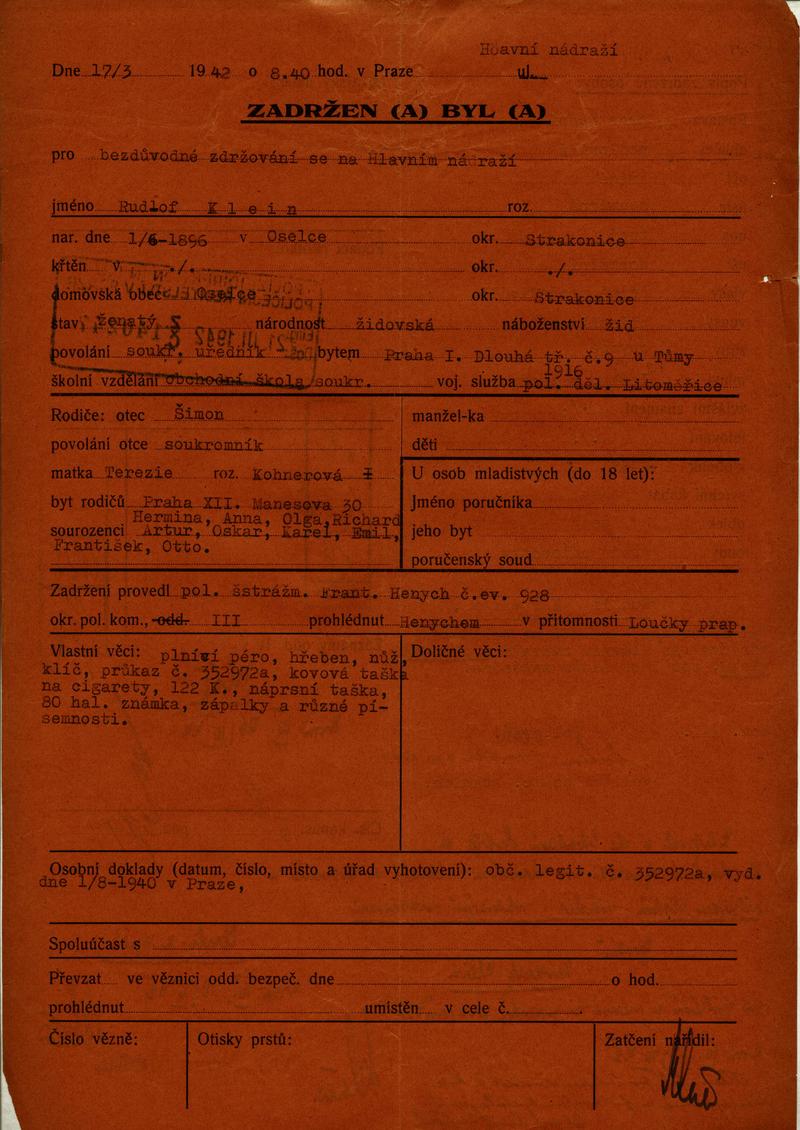 Hoavní nádraží
Dne 17/3 1942 o 8.40 hod. v Praze ul.
ZADRŽEN (A) BYL (A)
pro bezdůvodné zdržování se na Hlavním nádraží
jméno Rudlof Klein roz.
nar. dne 1/6-1896 v Oselce okr. Strakonice
křtěn v ./. okr. ./.
domovská obec Oselce okr. Strakonice
stav ženatý národnost židovská náboženství žid
povolání soukr. úředník bytem Praha I. Dlouhá tř. č.9 u Tůmy
1916
školní vzdělání obchodní škola soukr. voj. služba pol. děl. Litoměřice
Rodiče: otec Šimon manžel-ka
povolání otce soukromník děti
matka Terezie roz. Kohnerová U osob mladistvých (do 18 let):
byt rodičů Praha XII. Manesova 30 Jméno poručníka
Hermina, Anna, Olga, Richard
sourozenci Artur, Oskar, Karel, Emil, jeho byt
František, Otto.
poručenský soud
Zadržení provedl pol. šstrážm. Frant. Henych č.ev. 928
okr. pol. kom., odd. III prohlédnut Henychem v přítomnosti Loučky prap.
Vlastní věci: plníví péro, hřeben, nůž, Doličné věci:
klíč, průkaz č. 352972a, kovová taška
na cigarety, 122 K., náprsní taška,
80 hal. známka, zápalky a různé pí-
semnosti.
Osobní doklady (datum, číslo, místo a úřad vyhotovení): obč. legit. č. 352972a, vyd.
dne 1/8-1940 v Praze,
Spoluúčast s
Převzat ve věznici odd. bezpeč. dne o hod.
prohlédnut umístěn v cele č.
Číslo vězně: Otisky prstů: Zatčení nařídil: